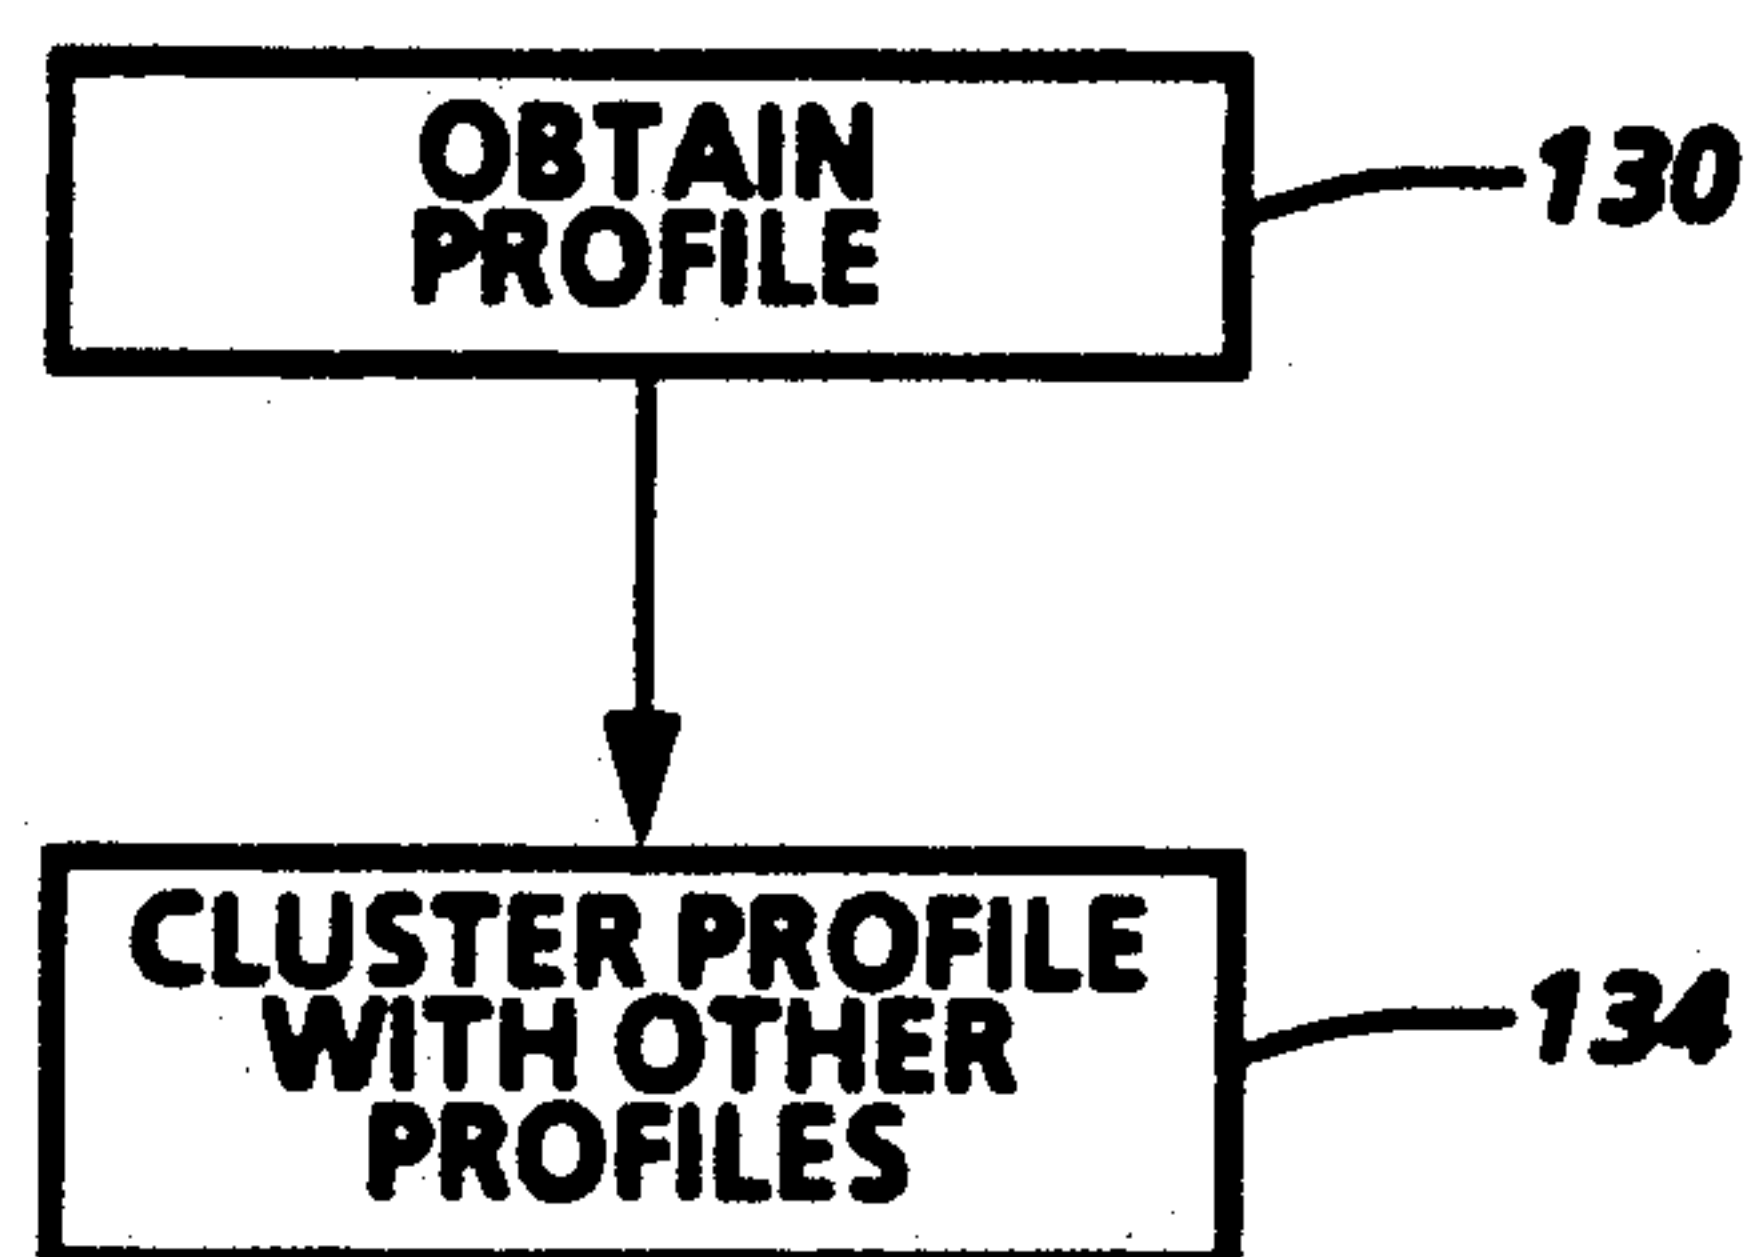 OBTAIN
PROFILE
130
CLUSTER PROFILE
WITH OTHER
PROFILES
134